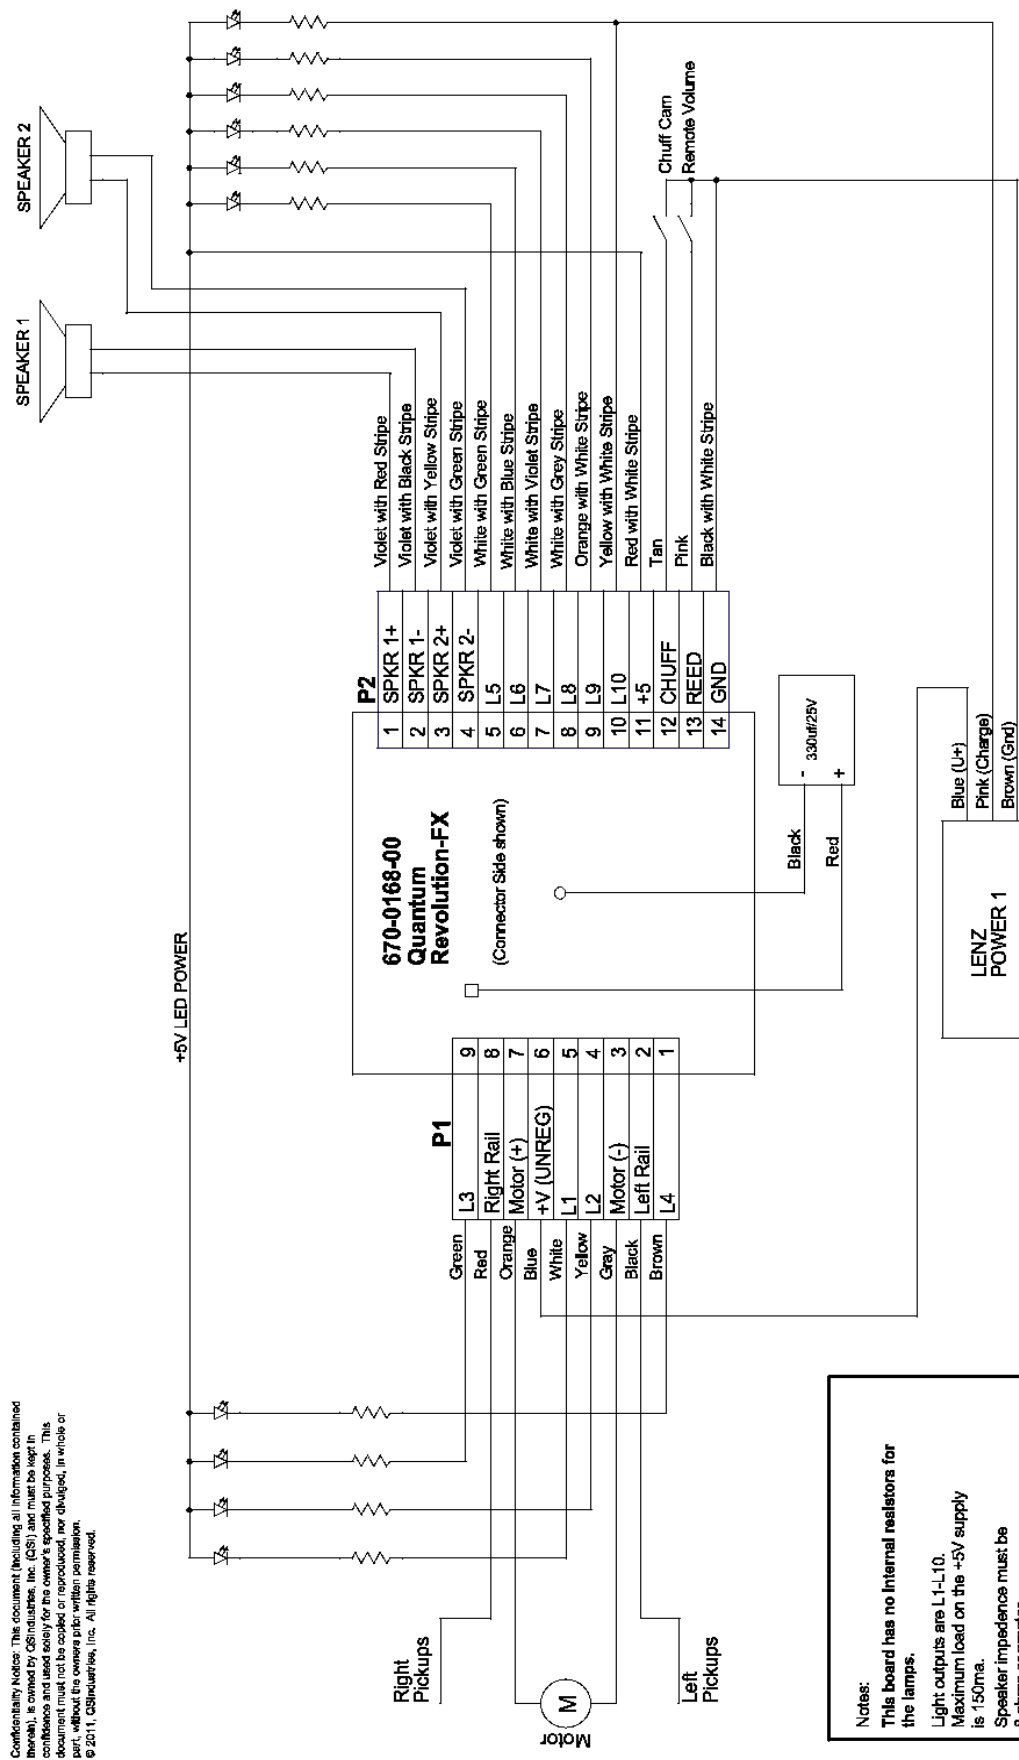 Confidentiality Notice: This document (including all information contained
therein), is owned by QSIndustries, Inc. (QSI) and must be kept in
confidence and used solely for the owner's specified purposes. This
document must not be copied or reproduced, nor divulged, in whole or
part, without the owners prior written permission.
© 2011, QSIndustries, Inc. All rights reserved.
SPEAKER 1
SPEAKER 2
+5V LED POWER
Right
Pickups
Motor
M
Left
Pickups
Green
Red
Orange
Blue
White
Yellow
Gray
Black
Brown
P1
L3 9
Right Rail 8
Motor (+) 7
+V (UNREG) 6
L1 5
L2 4
Motor (-) 3
Left Rail 2
L4 1
670-0168-00
Quantum
Revolution-FX
(Connector Side shown)
P2
1 SPKR 1+
2 SPKR 1-
3 SPKR 2+
4 SPKR 2-
5 L5
6 L6
7 L7
8 L8
9 L9
10 L10
11 +5
12 CHUFF
13 REED
14 GND
Violet with Red Stripe
Violet with Black Stripe
Violet with Yellow Stripe
Violet with Green Stripe
White with Green Stripe
White with Blue Stripe
White with Violet Stripe
White with Grey Stripe
Orange with White Stripe
Yellow with White Stripe
Red with White Stripe
Tan
Pink
Black with White Stripe
Chuff Cam
Remote Volume
Black
Red
-
330uf/25V
+
LENZ
POWER 1
Blue (U+)
Pink (Charge)
Brown (Gnd)
Notes:
This board has no internal resistors for
the lamps.
Light outputs are L1-L10.
Maximum load on the +5V supply
is 150ma.
Speaker impedence must be